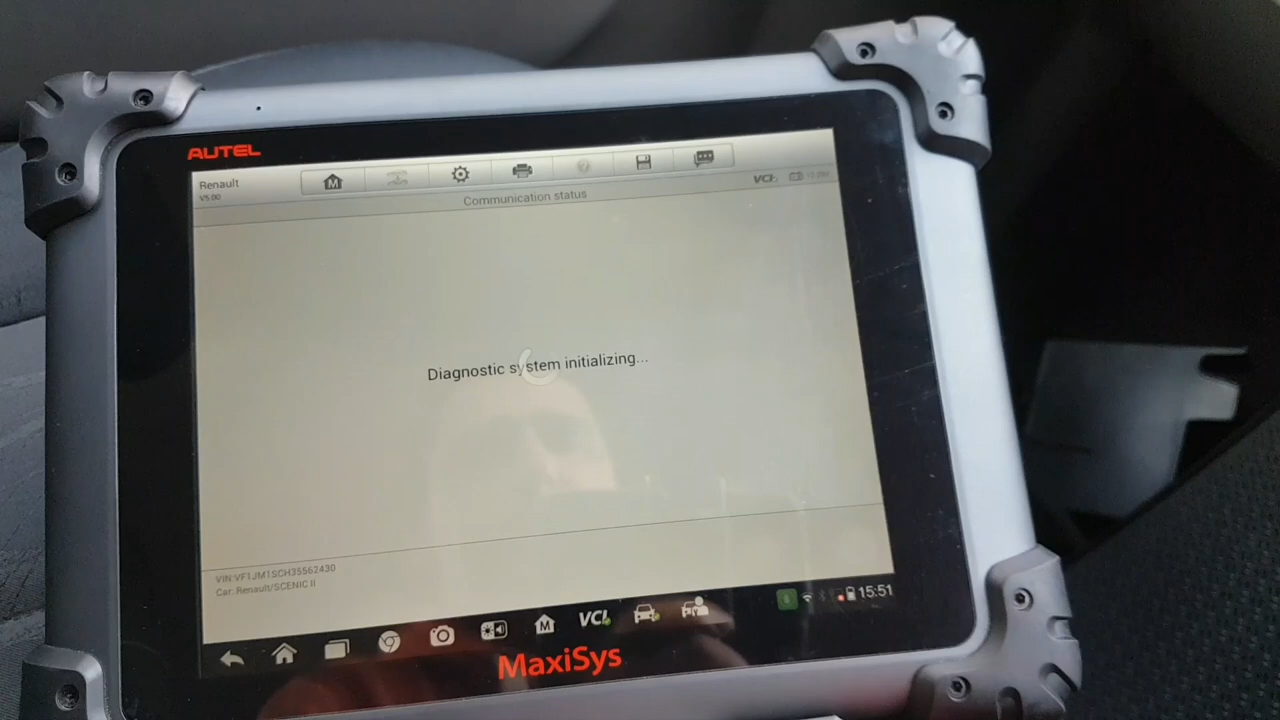 AUTEL
Renault
V5.00
Communication status
VCI
Diagnostic system initializing...
VIN:VF1JM1SCH35562430
Car: Renault/SCENIC II
VCI
15:51
MaxiSys